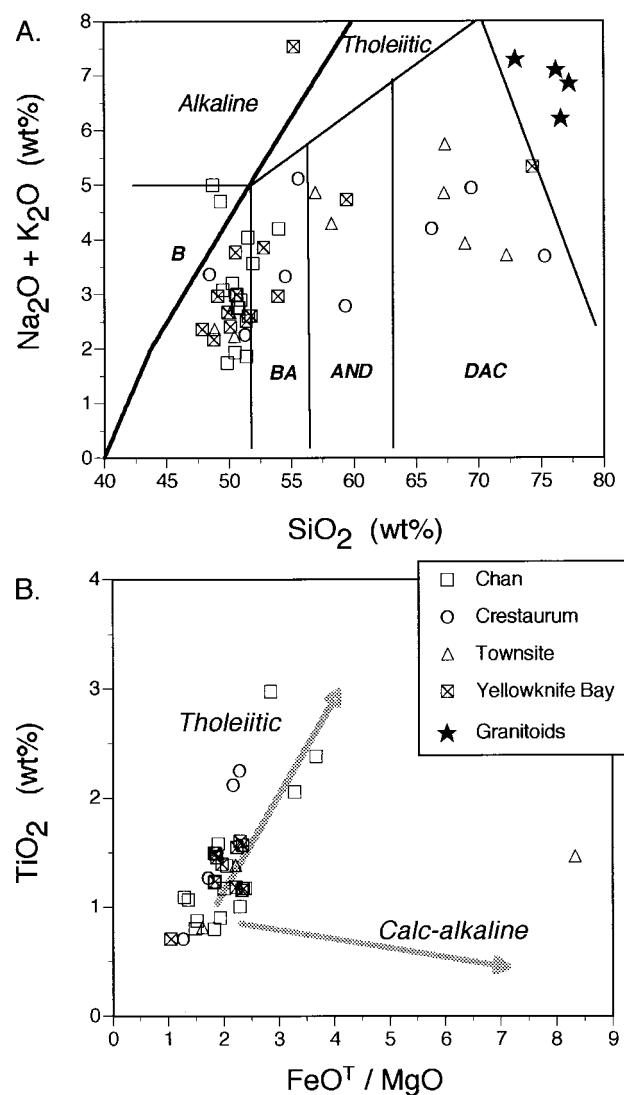 A.
8
7
6
5
4
3
2
1
0
Na₂O + K₂O (wt%)
Alkaline
Tholeiitic
B
BA
AND
DAC
40 45 50 55 60 65 70 75 80
SiO₂ (wt%)
B.
4
3
2
1
0
TiO₂ (wt%)
Chan
Crestaurum
Townsite
Yellowknife Bay
Granitoids
Tholeiitic
Calc-alkaline
0 1 2 3 4 5 6 7 8 9
FeOᵀ / MgO